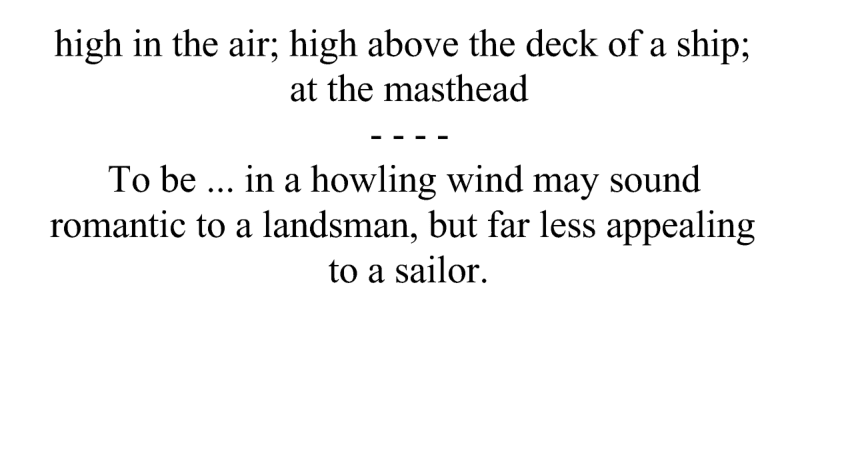 high in the air; high above the deck of a ship;
at the masthead
- - - -
To be ... in a howling wind may sound
romantic to a landsman, but far less appealing
to a sailor.